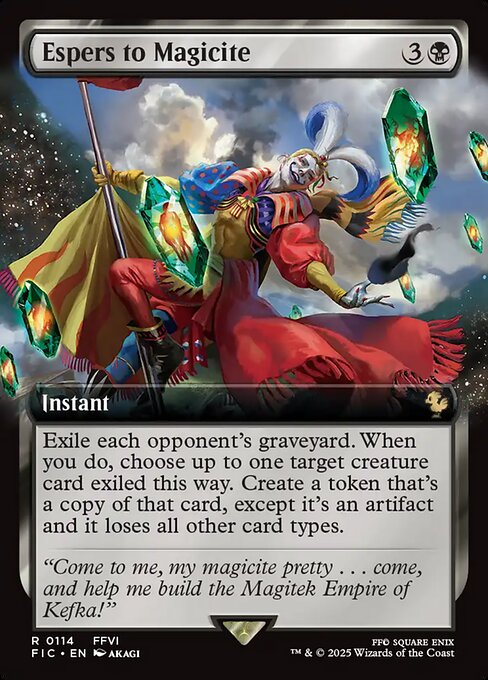 Espers to Magicite 3
Instant
Exile each opponent's graveyard. When
you do, choose up to one target creature
card exiled this way. Create a token that's
a copy of that card, except it's an artifact
and it loses all other card types.
“Come to me, my magicite pretty . . . come,
and help me build the Magitek Empire of
Kefka!”
R 0114 FFVI
FIC • EN AKAGI
FF© SQUARE ENIX
™ & © 2025 Wizards of the Coast